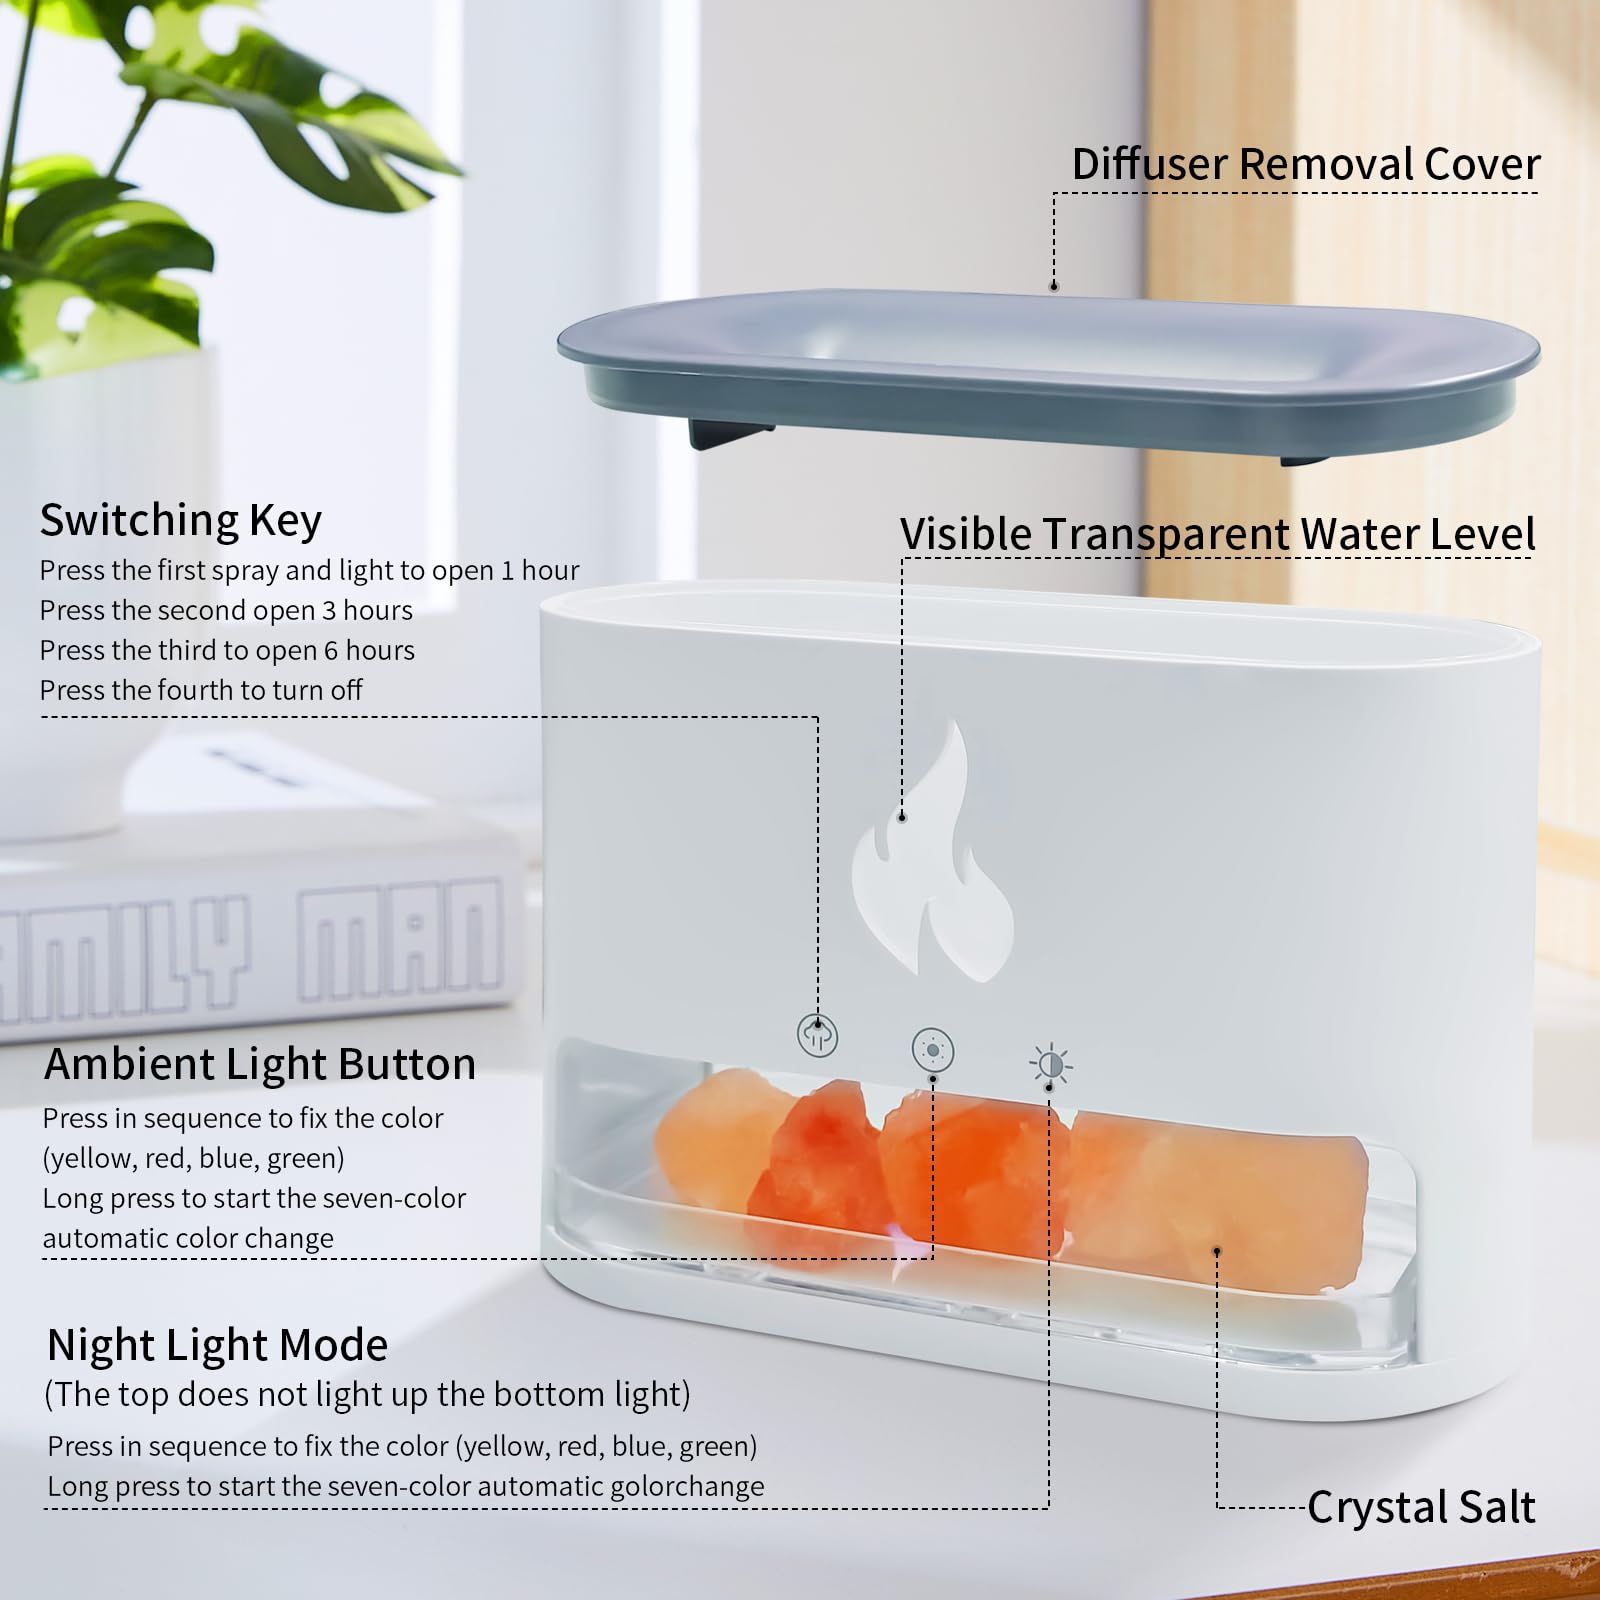 Diffuser Removal Cover
Switching Key
Press the first spray and light to open 1 hour
Press the second open 3 hours
Press the third to open 6 hours
Press the fourth to turn off
Visible Transparent Water Level
AMILY MAN
Ambient Light Button
Press in sequence to fix the color
(yellow, red, blue, green)
Long press to start the seven-color
automatic color change
Night Light Mode
(The top does not light up the bottom light)
Press in sequence to fix the color (yellow, red, blue, green)
Long press to start the seven-color automatic golorchange
Crystal Salt